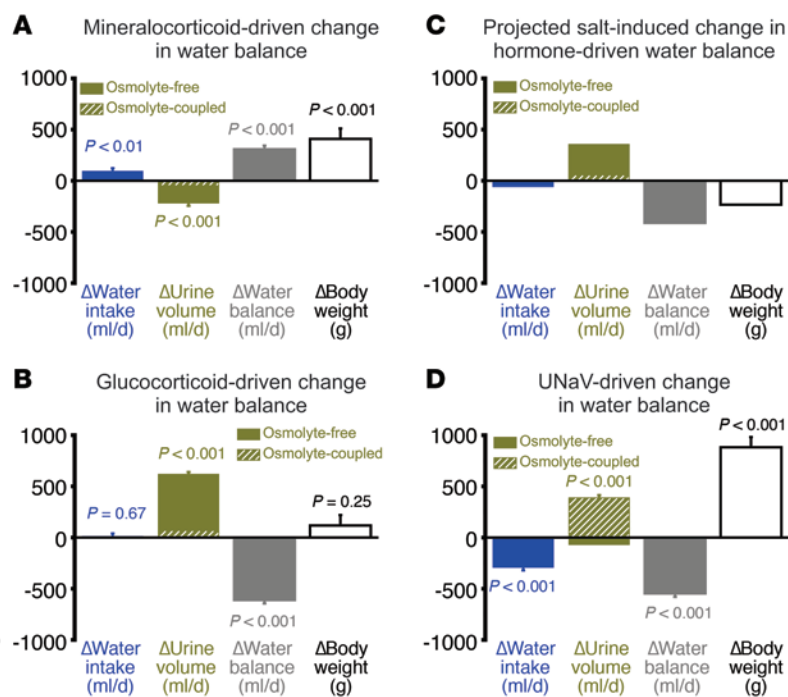 A
Mineralocorticoid-driven change
in water balance
1000
500
0
-500
-1000
Osmolyte-free
Osmolyte-coupled
P < 0.01
P < 0.001
P < 0.001
P < 0.001
ΔWater
intake
(ml/d)
ΔUrine
volume
(ml/d)
ΔWater
balance
(ml/d)
ΔBody
weight
(g)
C
Projected salt-induced change in
hormone-driven water balance
1000
500
0
-500
-1000
Osmolyte-free
Osmolyte-coupled
ΔWater
intake
(ml/d)
ΔUrine
volume
(ml/d)
ΔWater
balance
(ml/d)
ΔBody
weight
(g)
B
Glucocorticoid-driven change
in water balance
1000
500
0
-500
-1000
Osmolyte-free
Osmolyte-coupled
P = 0.67
P < 0.001
P < 0.001
P = 0.25
ΔWater
intake
(ml/d)
ΔUrine
volume
(ml/d)
ΔWater
balance
(ml/d)
ΔBody
weight
(g)
D
UNaV-driven change
in water balance
1000
500
0
-500
-1000
Osmolyte-free
Osmolyte-coupled
P < 0.001
P < 0.001
P < 0.001
P < 0.001
ΔWater
intake
(ml/d)
ΔUrine
volume
(ml/d)
ΔWater
balance
(ml/d)
ΔBody
weight
(g)